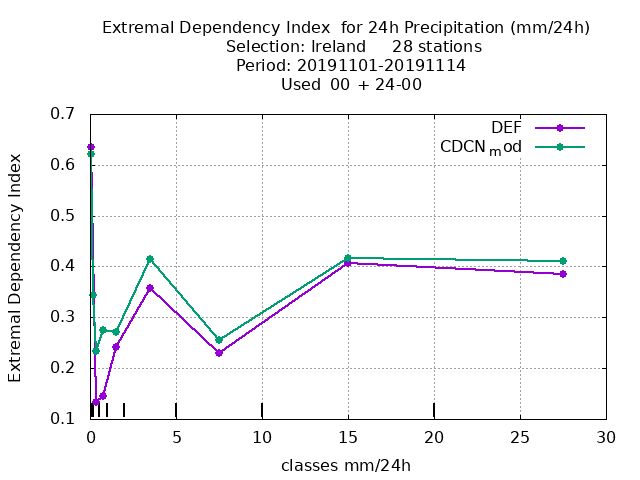 Extremal Dependency Index  for 24h Precipitation (mm/24h)
Selection: Ireland     28 stations
Period: 20191101-20191114
Used  00 + 24-00
DEF
CDCNmod
0.7
0.6
0.5
0.4
0.3
0.2
0.1
Extremal Dependency Index
0 5 10 15 20 25 30
classes mm/24h